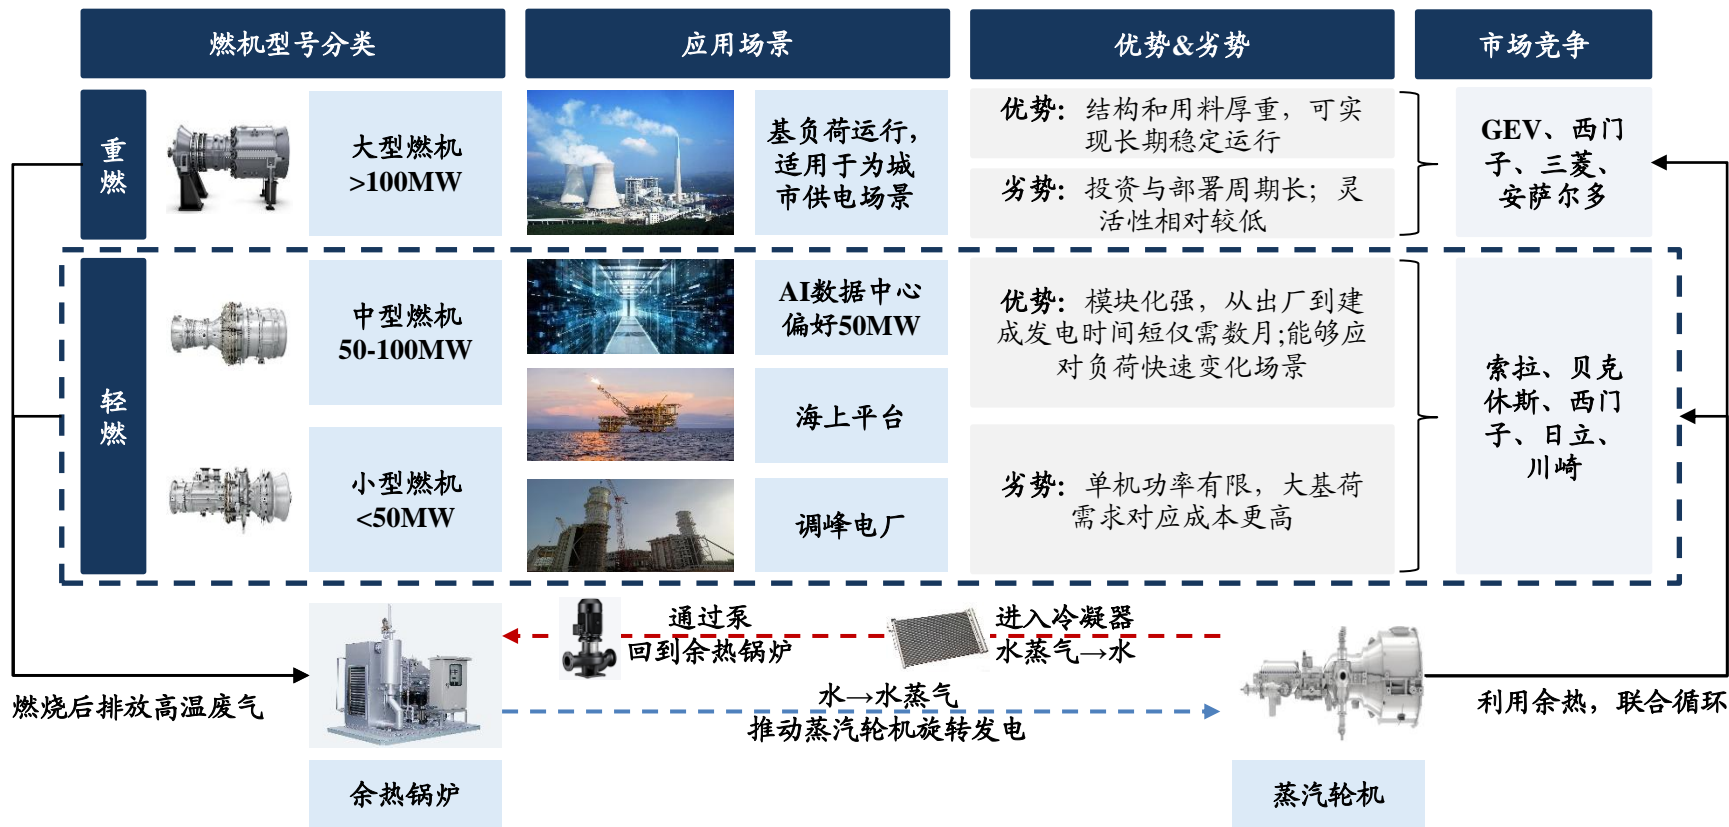 燃机型号分类
应用场景
优势&劣势
市场竞争
重
燃
大型燃机
>100MW
基负荷运行，
适用于为城
市供电场景
优势：结构和用料厚重，可实
现长期稳定运行
劣势：投资与部署周期长；灵
活性相对较低
GEV、西门
子、三菱、
安萨尔多
轻
燃
中型燃机
50-100MW
AI数据中心
偏好50MW
海上平台
小型燃机
<50MW
调峰电厂
优势：模块化强，从出厂到建
成发电时间短仅需数月;能够应
对负荷快速变化场景
劣势：单机功率有限，大基荷
需求对应成本更高
索拉、贝克
休斯、西门
子、日立、
川崎
通过泵
回到余热锅炉
进入冷凝器
水蒸气→水
燃烧后排放高温废气
水→水蒸气
推动蒸汽轮机旋转发电
利用余热，联合循环
余热锅炉
蒸汽轮机